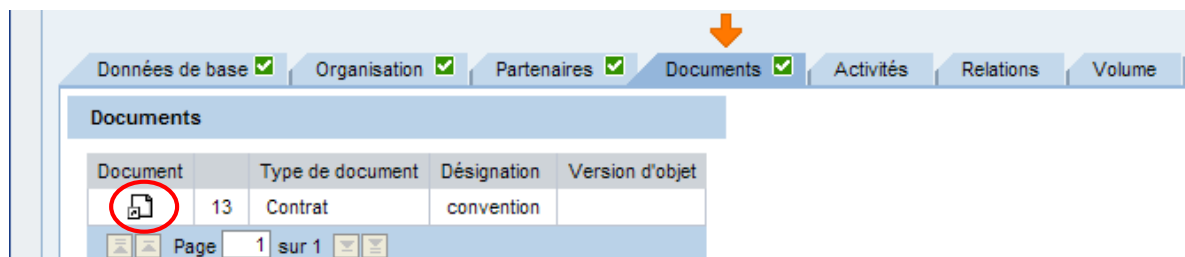 Données de base Organisation Partenaires Documents Activités Relations Volume
Documents
Document Type de document Désignation Version d'objet
13 Contrat convention
Page 1 sur 1